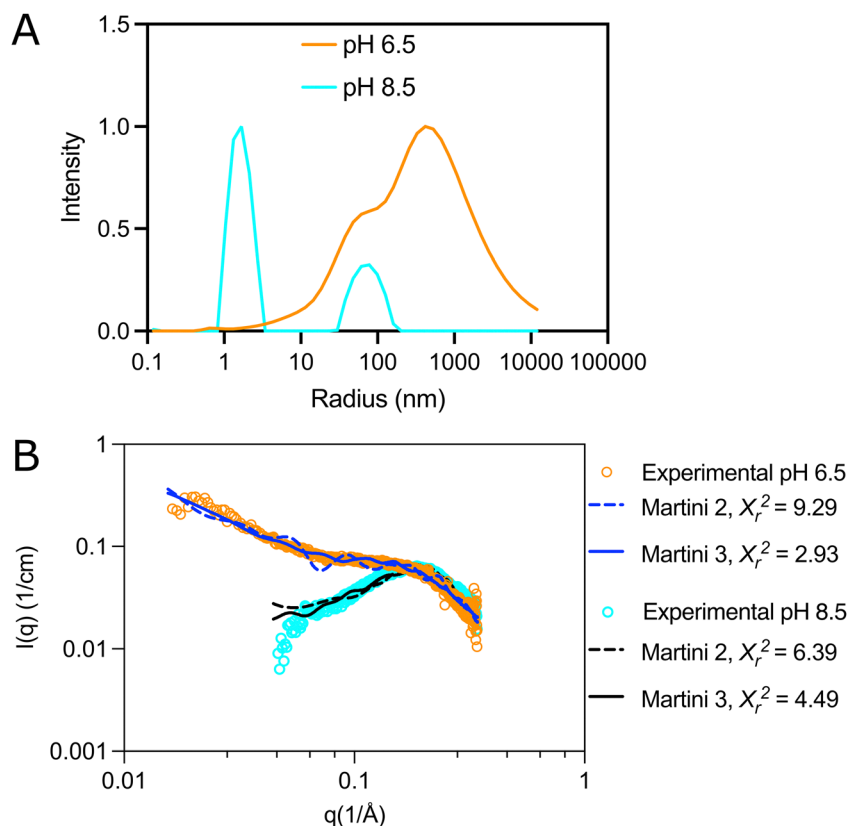 A
1.5
1.0
0.5
0.0
Intensity
pH 6.5
pH 8.5
0.1 1 10 100 1000 10000 100000
Radius (nm)
B
1
0.1
0.01
0.001
I(q) (1/cm)
0.01 0.1 1
q(1/Å)
Experimental pH 6.5
Martini 2, Xr² = 9.29
Martini 3, Xr² = 2.93
Experimental pH 8.5
Martini 2, Xr² = 6.39
Martini 3, Xr² = 4.49